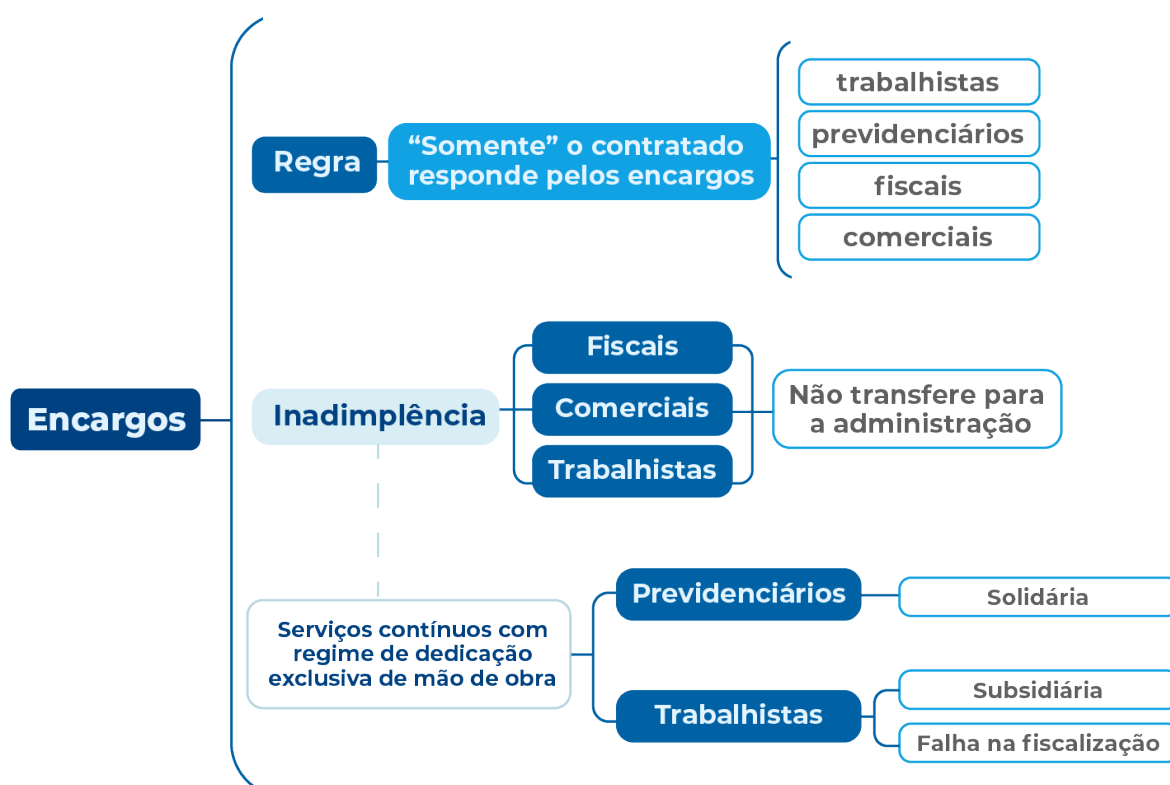 Encargos
Regra
“Somente” o contratado
responde pelos encargos
trabalhistas
previdenciários
fiscais
comerciais
Inadimplência
Fiscais
Comerciais
Trabalhistas
Não transfere para
a administração
Serviços contínuos com
regime de dedicação
exclusiva de mão de obra
Previdenciários
Solidária
Trabalhistas
Subsidiária
Falha na fiscalização